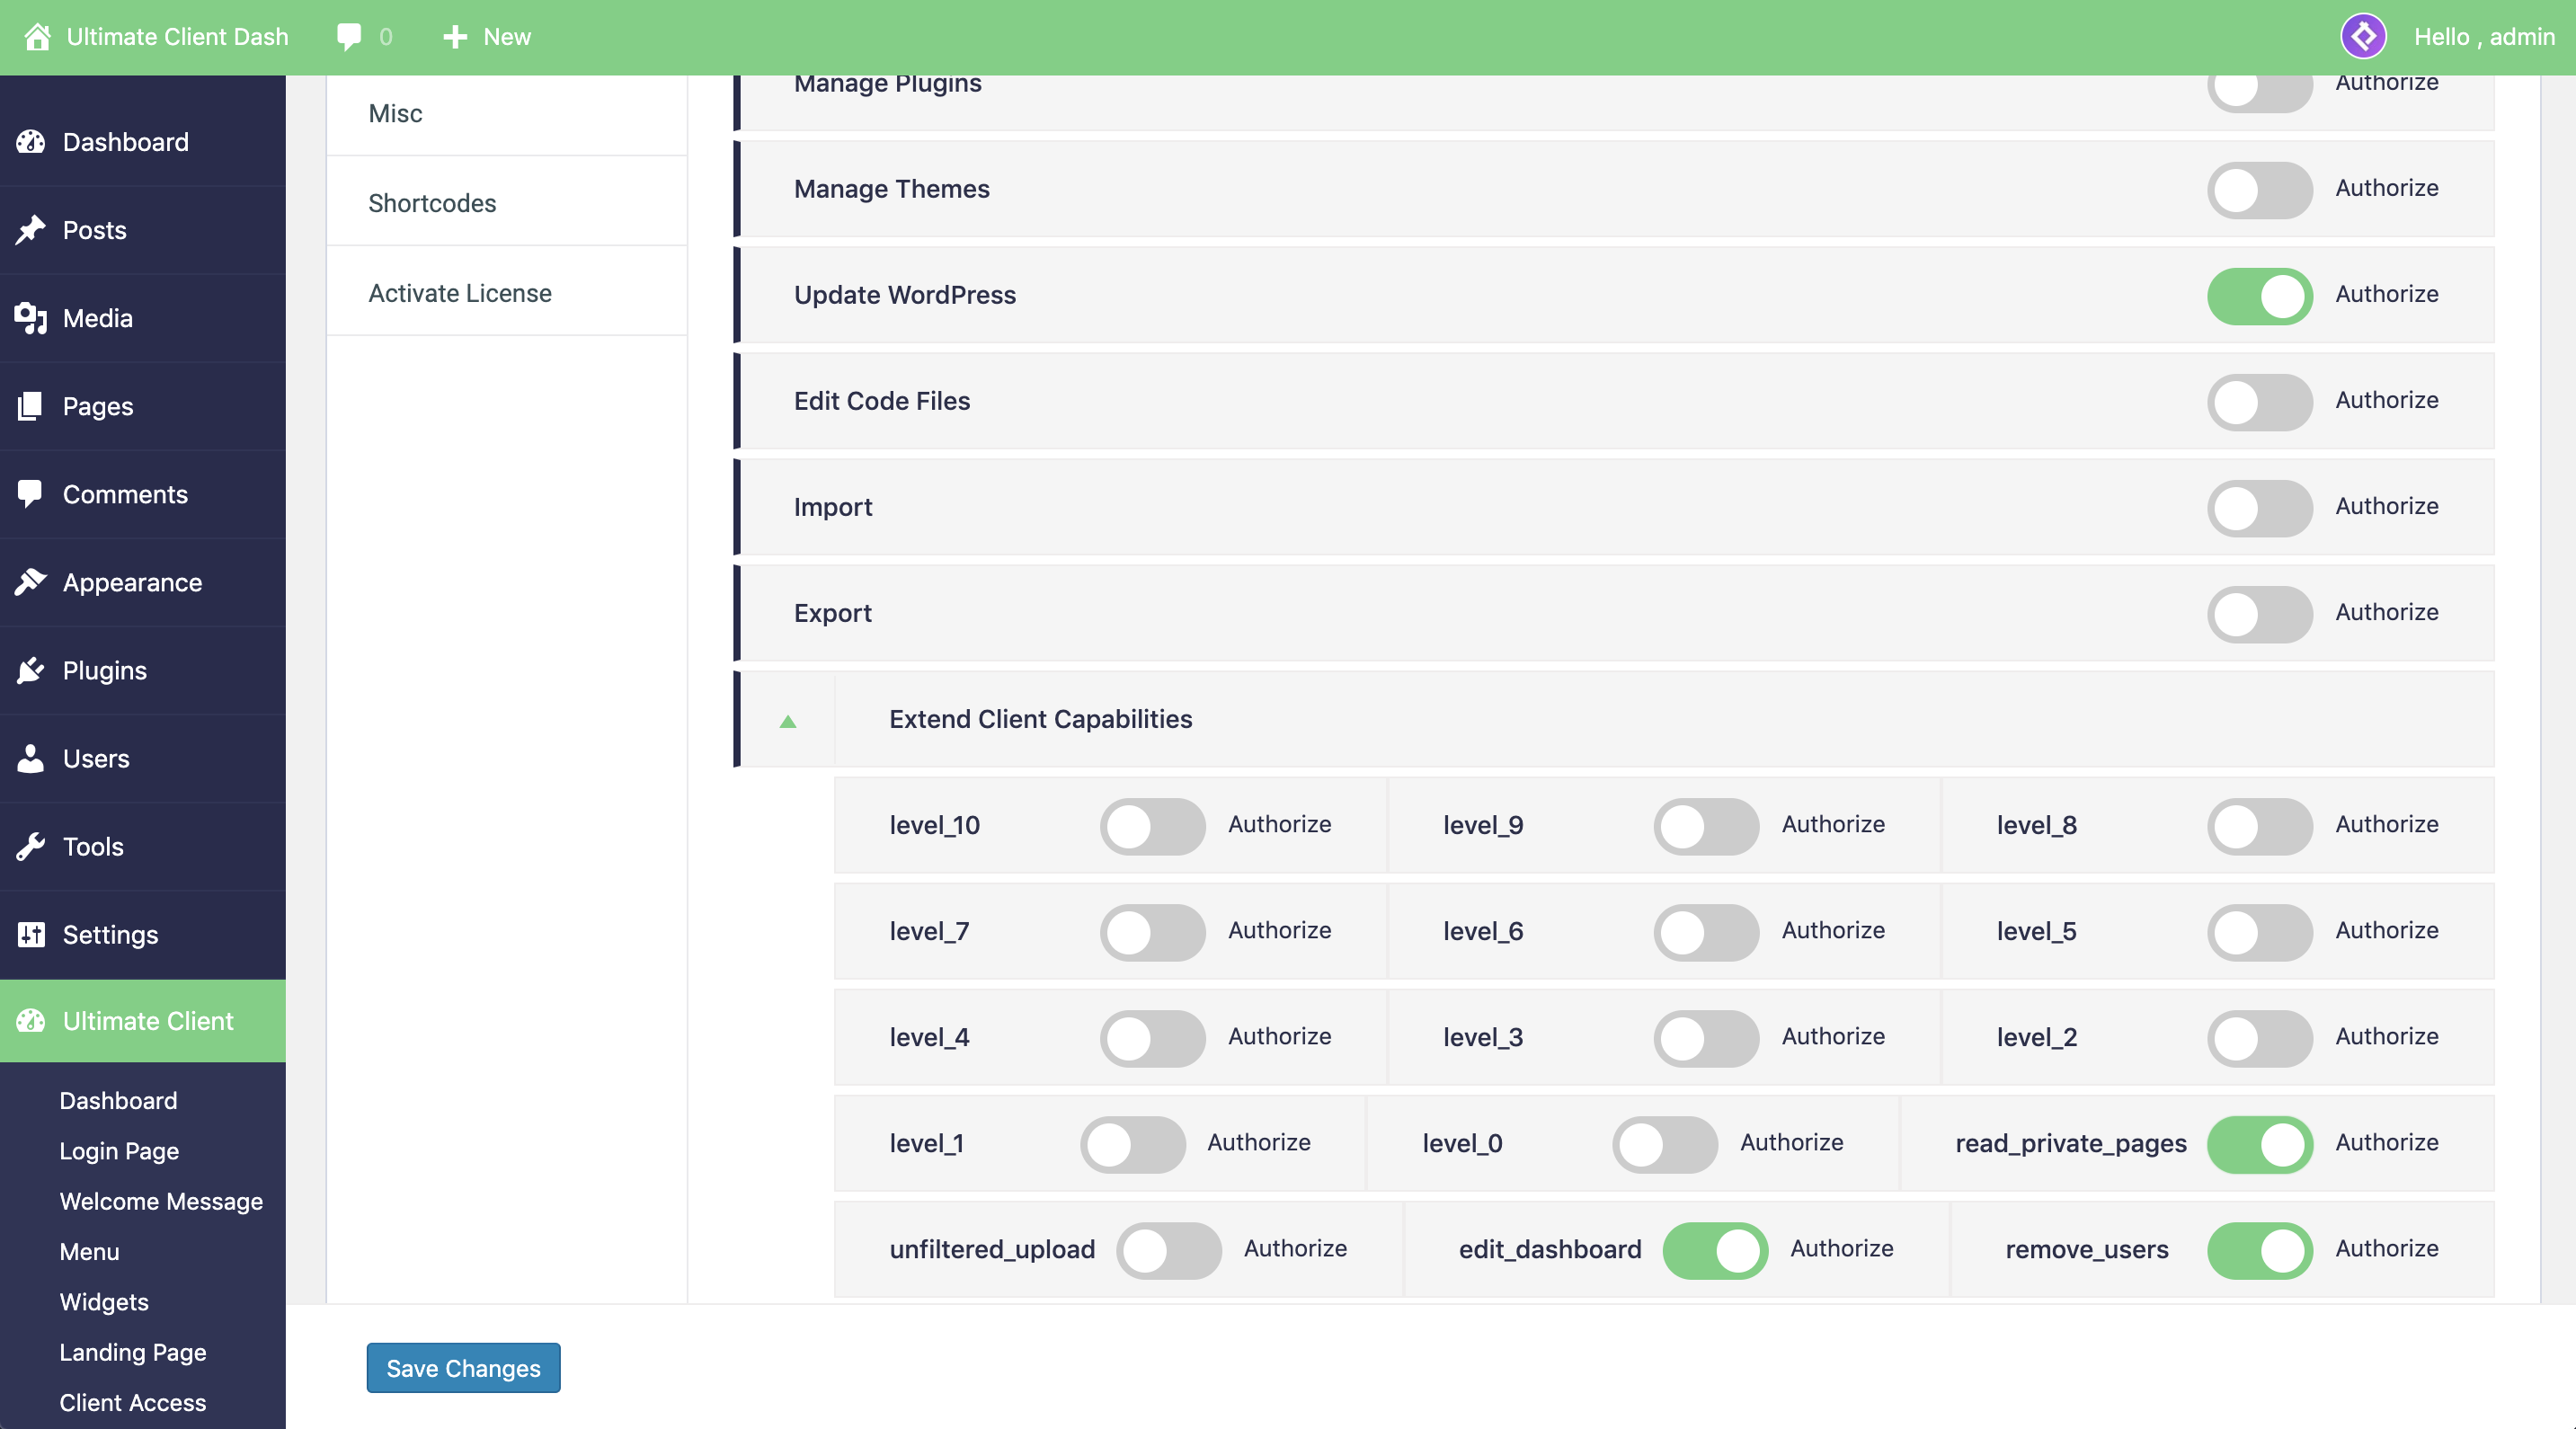 Ultimate Client Dash
0
New
Hello , admin
Dashboard
Posts
Media
Pages
Comments
Appearance
Plugins
Users
Tools
Settings
Ultimate Client
Dashboard
Login Page
Welcome Message
Menu
Widgets
Landing Page
Client Access
Misc
Shortcodes
Activate License
Manage Plugins Authorize
Manage Themes Authorize
Update WordPress Authorize
Edit Code Files Authorize
Import Authorize
Export Authorize
Extend Client Capabilities
level_10 Authorize level_9 Authorize level_8 Authorize
level_7 Authorize level_6 Authorize level_5 Authorize
level_4 Authorize level_3 Authorize level_2 Authorize
level_1 Authorize level_0 Authorize read_private_pages Authorize
unfiltered_upload Authorize edit_dashboard Authorize remove_users Authorize
Save Changes